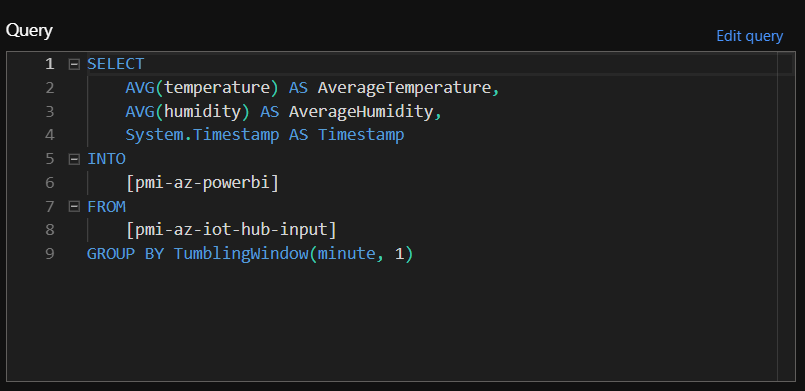 Query
Edit query
1 SELECT
2 AVG(temperature) AS AverageTemperature,
3 AVG(humidity) AS AverageHumidity,
4 System.Timestamp AS Timestamp
5 INTO
6 [pmi-az-powerbi]
7 FROM
8 [pmi-az-iot-hub-input]
9 GROUP BY TumblingWindow(minute, 1)